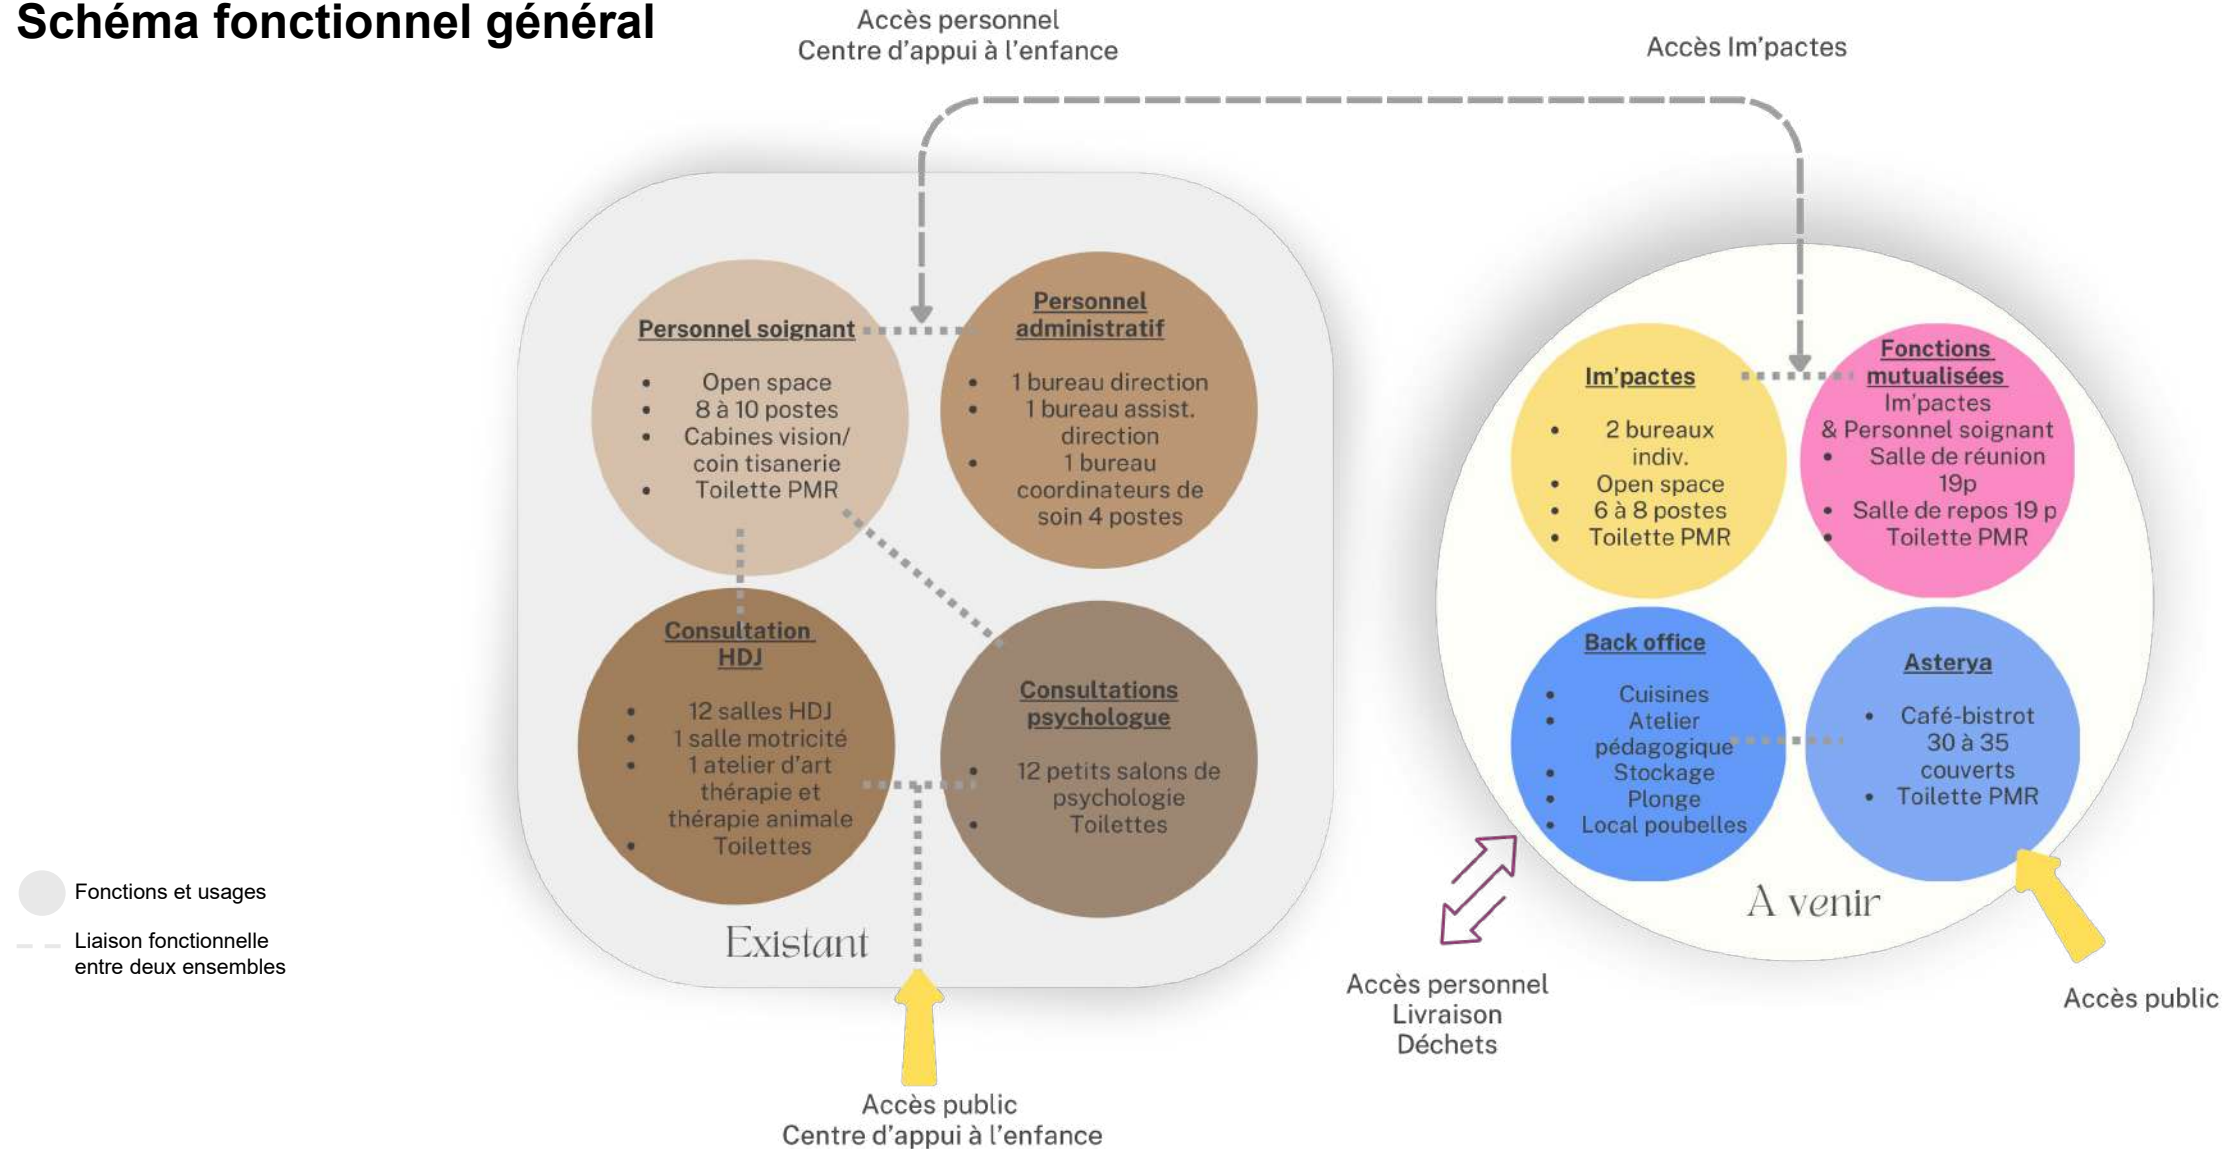 Schéma fonctionnel général
Accès personnel
Centre d'appui à l'enfance
Accès Im'pactes
Personnel soignant
• Open space
• 8 à 10 postes
• Cabines vision/
coin tisanerie
• Toilette PMR
Personnel
administratif
• 1 bureau direction
• 1 bureau assist.
direction
• 1 bureau
coordinateurs de
soin 4 postes
Consultation
HDJ
• 12 salles HDJ
• 1 salle motricité
• 1 atelier d'art
thérapie et
thérapie animale
• Toilettes
Consultations
psychologue
• 12 petits salons de
psychologie
• Toilettes
Existant
Accès public
Centre d'appui à l'enfance
Im'pactes
• 2 bureaux
indiv.
• Open space
• 6 à 8 postes
• Toilette PMR
Fonctions
mutualisées
Im'pactes
& Personnel soignant
• Salle de réunion
19p
• Salle de repos 19 p
• Toilette PMR
Back office
• Cuisines
• Atelier
pédagogique
• Stockage
• Plonge
• Local poubelles
Asterya
• Café-bistrot
30 à 35
couverts
• Toilette PMR
A venir
Accès personnel
Livraison
Déchets
Accès public
Fonctions et usages
Liaison fonctionnelle
entre deux ensembles